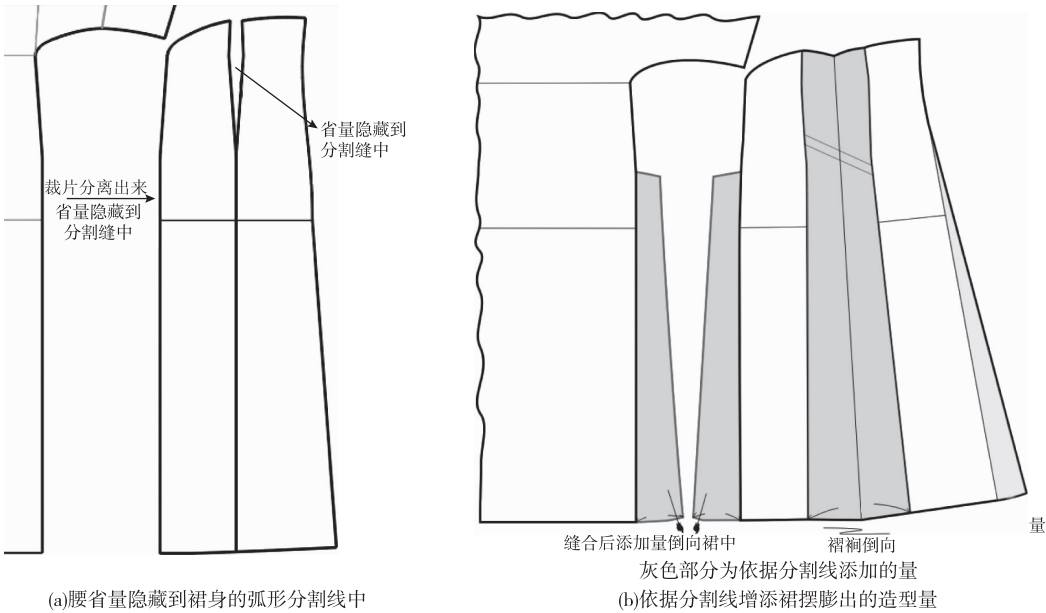 省量隐藏到
分割缝中
裁片分离出来
省量隐藏到
分割缝中
(a)腰省量隐藏到裙身的弧形分割线中
量
缝合后添加量倒向裙中
褶裥倒向
灰色部分为依据分割线添加的量
(b)依据分割线增添裙摆膨出的造型量